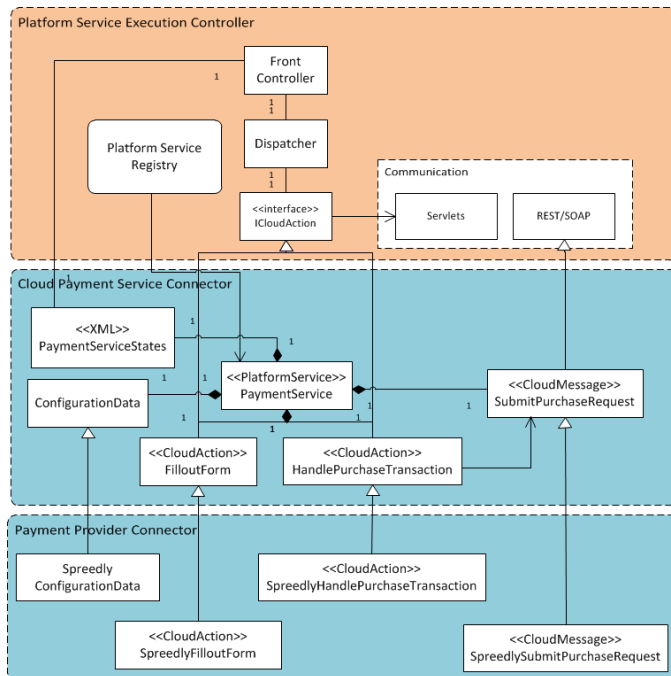 Platform Service Execution Controller
Front
Controller
1
1
1
Dispatcher
Platform Service
Registry
1
1
Communication
<<interface>>
ICloudAction
Servlets
REST/SOAP
1
Cloud Payment Service Connector
<<XML>>
PaymentServiceStates
1
1
<<PlatformService>>
PaymentService
ConfigurationData
1
1
<<CloudMessage>>
SubmitPurchaseRequest
1
1
1
1
1
<<CloudAction>>
FilloutForm
<<CloudAction>>
HandlePurchaseTransaction
Payment Provider Connector
Spreedly
ConfigurationData
<<CloudAction>>
SpreedlyHandlePurchaseTransaction
<<CloudAction>>
SpreedlyFilloutForm
<<CloudMessage>>
SpreedlySubmitPurchaseRequest